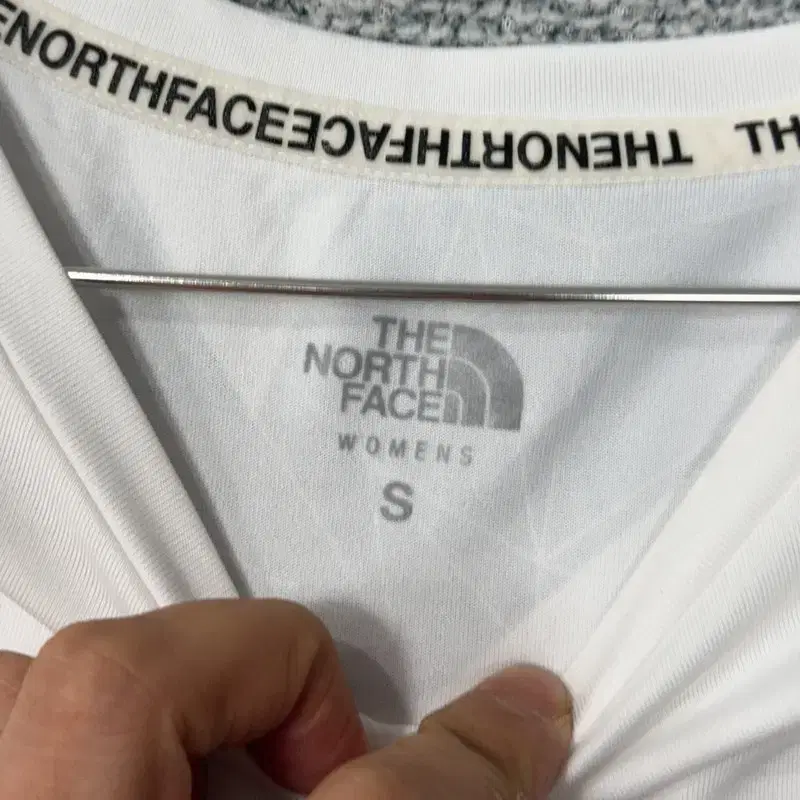 THENORTHFACE THENORTHFACE TH
THE
NORTH
FACE
WOMENS
S